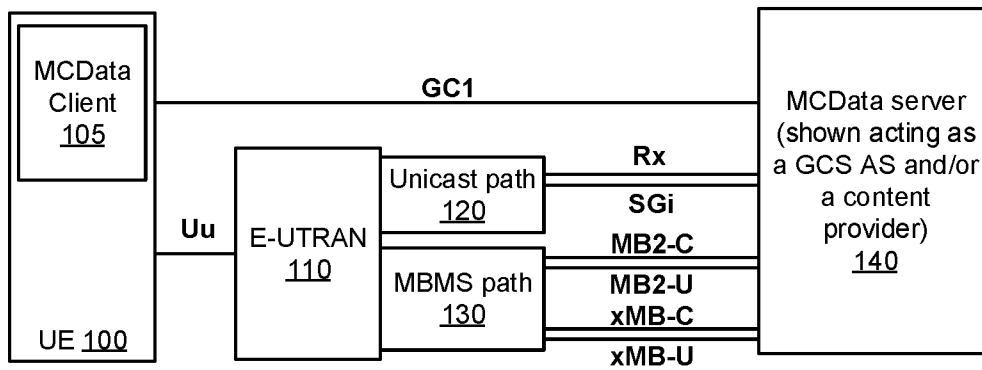 MCData
Client
105
GC1
MCData server
(shown acting as
a GCS AS and/or
a content
provider)
140
Uu
E-UTRAN
110
Unicast path
120
Rx
SGi
MBMS path
130
MB2-C
MB2-U
xMB-C
xMB-U
UE 100